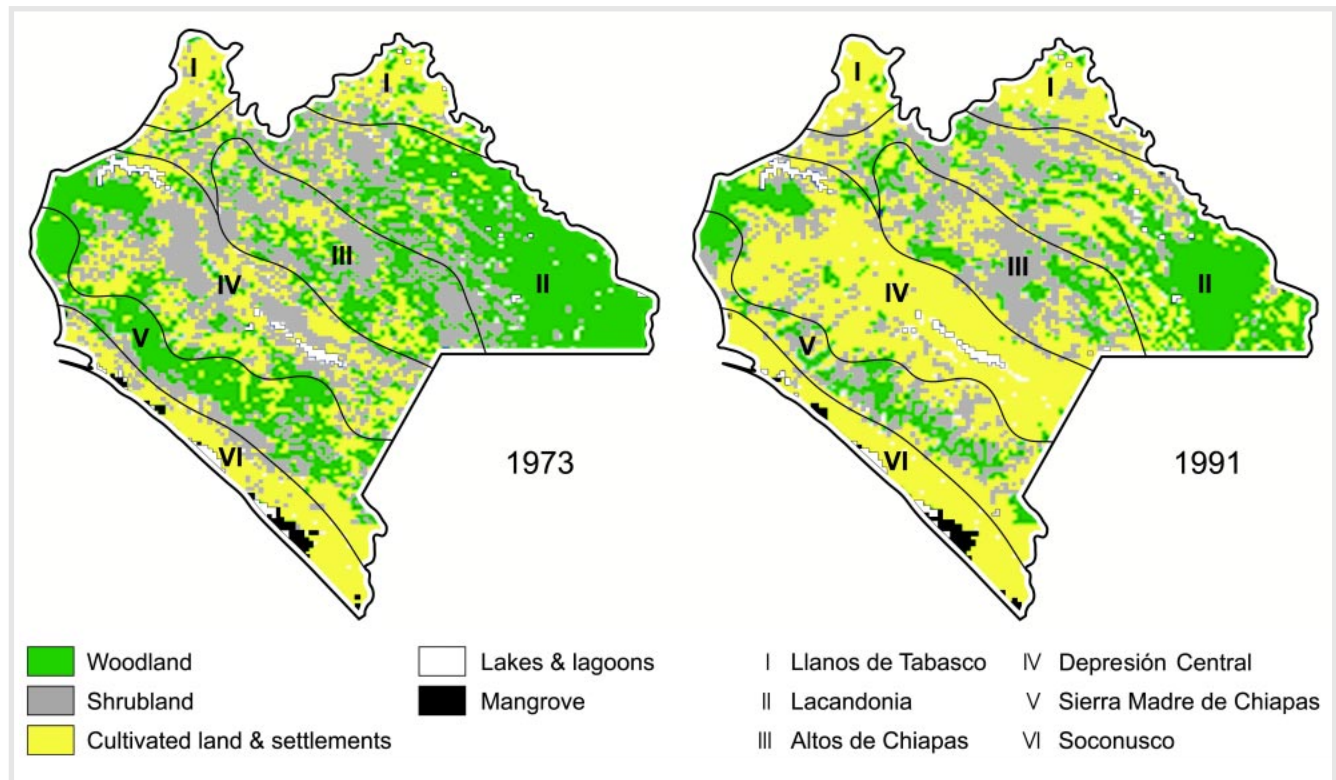 I
I
II
III
IV
V
VI
1973
I
I
II
III
IV
V
VI
1991
Woodland
Shrubland
Cultivated land & settlements
Lakes & lagoons
Mangrove
I Llanos de Tabasco
II Lacandonia
III Altos de Chiapas
IV Depresión Central
V Sierra Madre de Chiapas
VI Soconusco